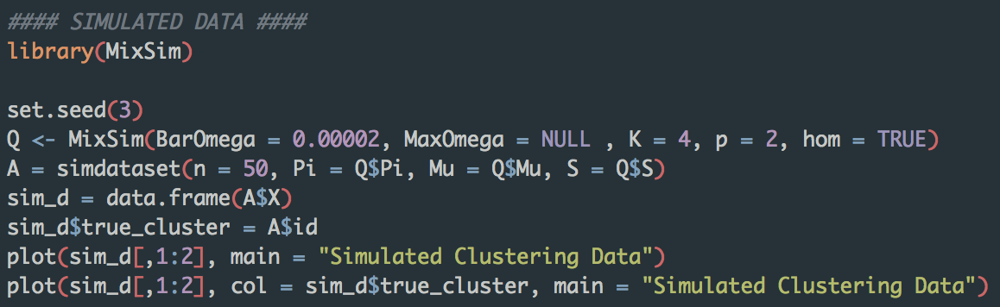 #### SIMULATED DATA ####
library(MixSim)
set.seed(3)
Q <- MixSim(BarOmega = 0.00002, MaxOmega = NULL , K = 4, p = 2, hom = TRUE)
A = simdataset(n = 50, Pi = Q$Pi, Mu = Q$Mu, S = Q$S)
sim_d = data.frame(A$X)
sim_d$true_cluster = A$id
plot(sim_d[,1:2], main = "Simulated Clustering Data")
plot(sim_d[,1:2], col = sim_d$true_cluster, main = "Simulated Clustering Data")